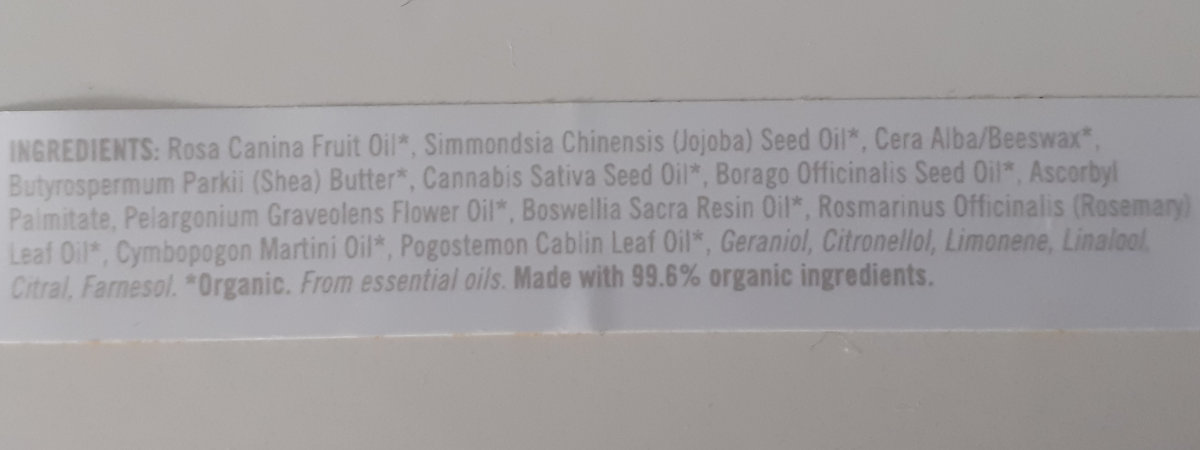 INGREDIENTS: Rosa Canina Fruit Oil*, Simmondsia Chinensis (Jojoba) Seed Oil*, Cera Alba/Beeswax*,
Butyrospermum Parkii (Shea) Butter*, Cannabis Sativa Seed Oil*, Borago Officinalis Seed Oil*, Ascorbyl
Palmitate, Pelargonium Graveolens Flower Oil*, Boswellia Sacra Resin Oil*, Rosmarinus Officinalis (Rosemary)
Leaf Oil*, Cymbopogon Martini Oil*, Pogostemon Cablin Leaf Oil*, Geraniol, Citronellol, Limonene, Linalool,
Citral, Farnesol. *Organic. From essential oils. Made with 99.6% organic ingredients.